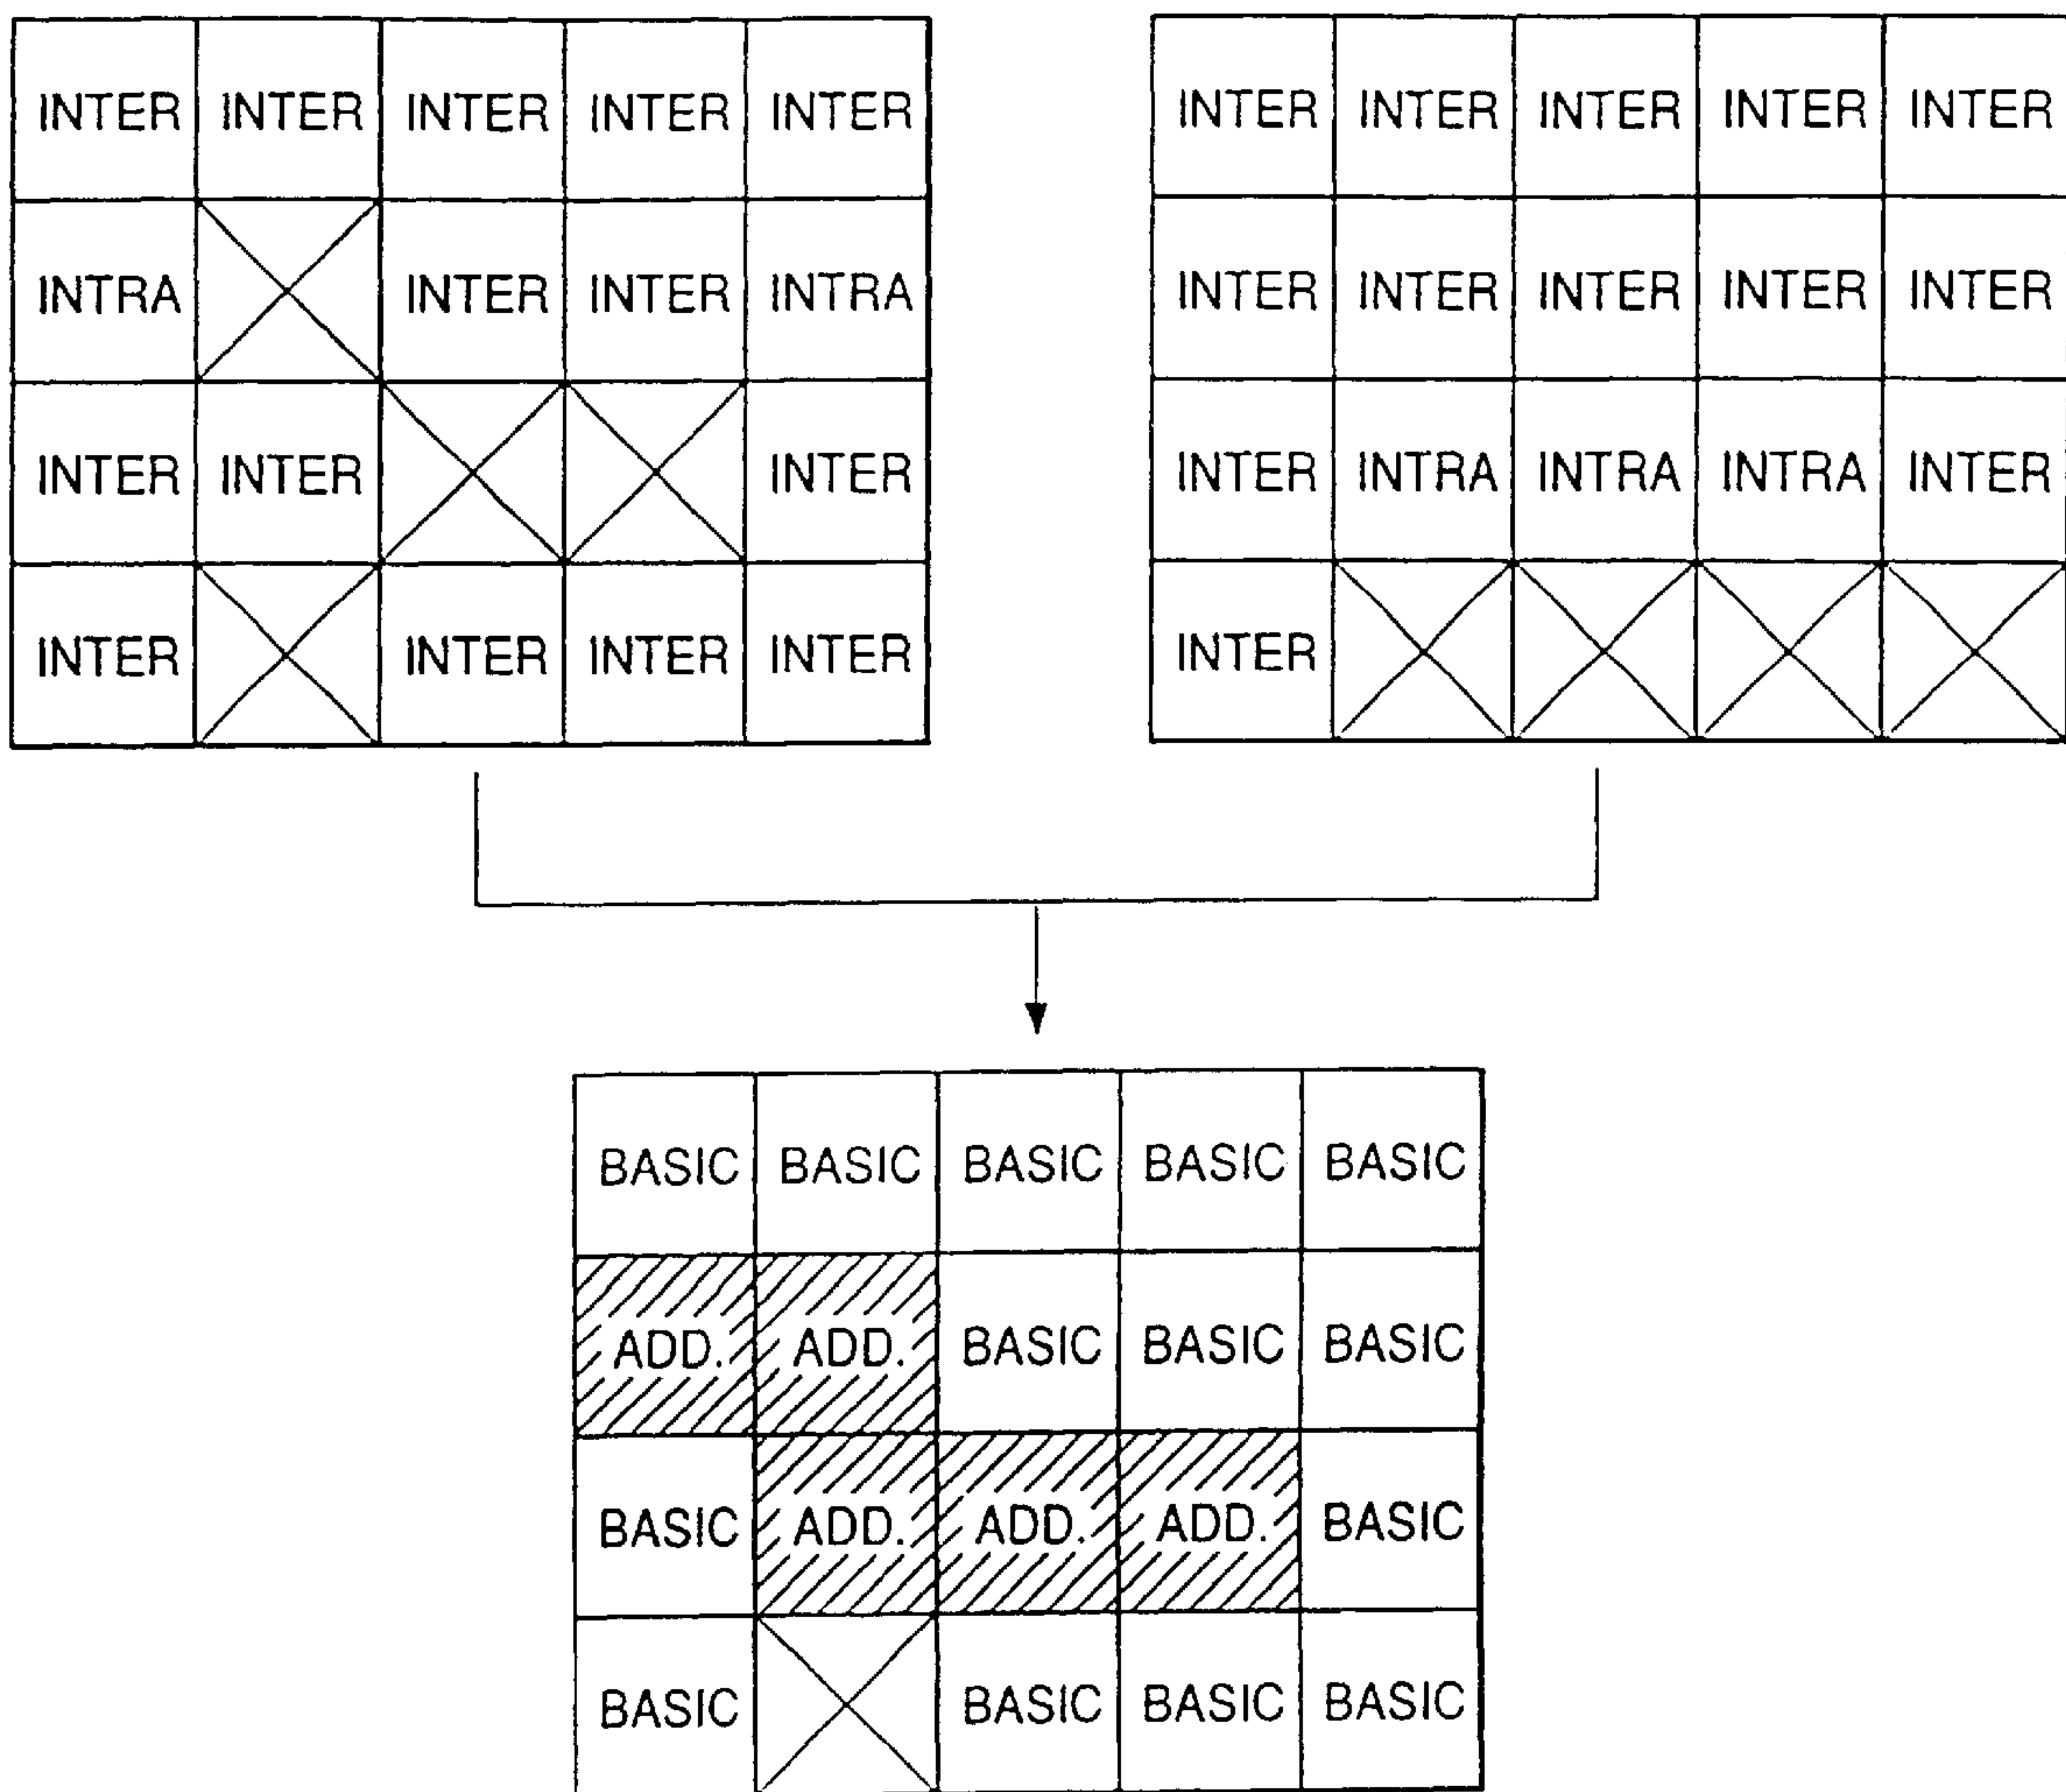 INTER INTER INTER INTER INTER
INTRA INTER INTER INTRA
INTER INTER INTER
INTER INTER INTER INTER
INTER INTER INTER INTER INTER
INTER INTER INTER INTER INTER
INTER INTRA INTRA INTRA INTER
INTER
BASIC BASIC BASIC BASIC BASIC
ADD. ADD. BASIC BASIC BASIC
BASIC ADD. ADD. ADD. BASIC
BASIC BASIC BASIC BASIC